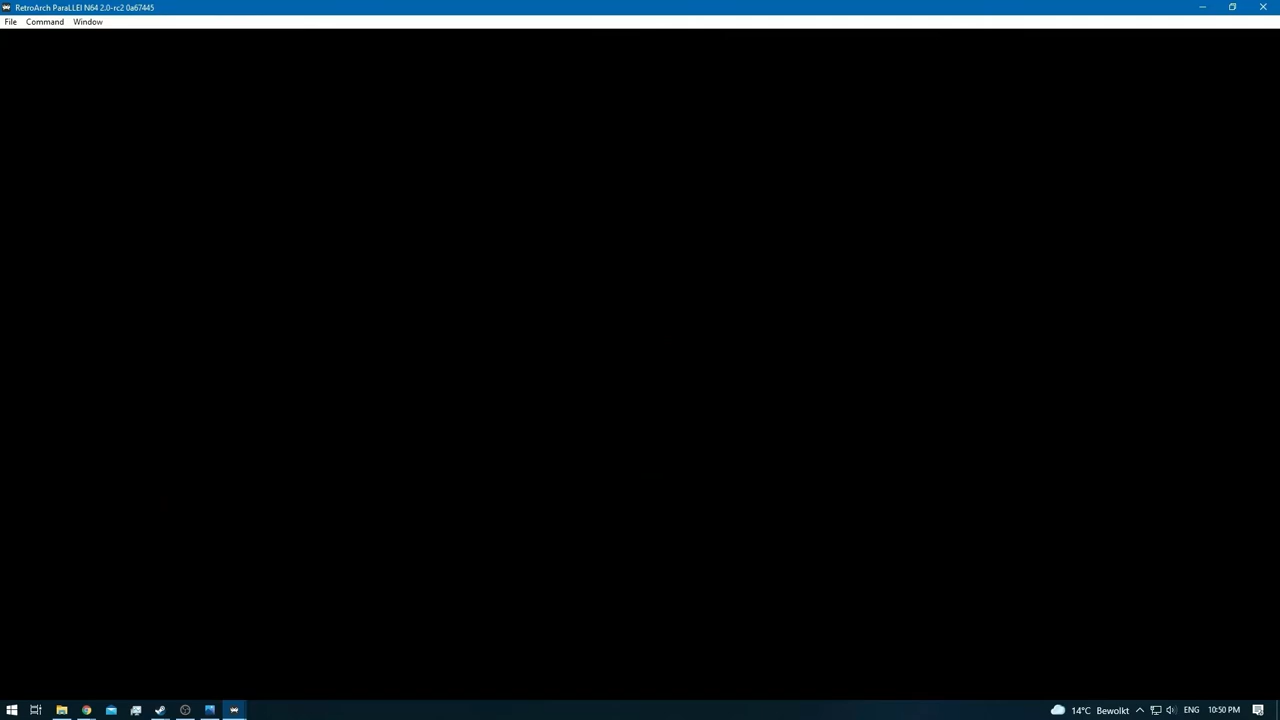 RetroArch ParaLLEl N64 2.0-rc2 0a67445
File Command Window
14°C Bewolkt ENG 10:50 PM